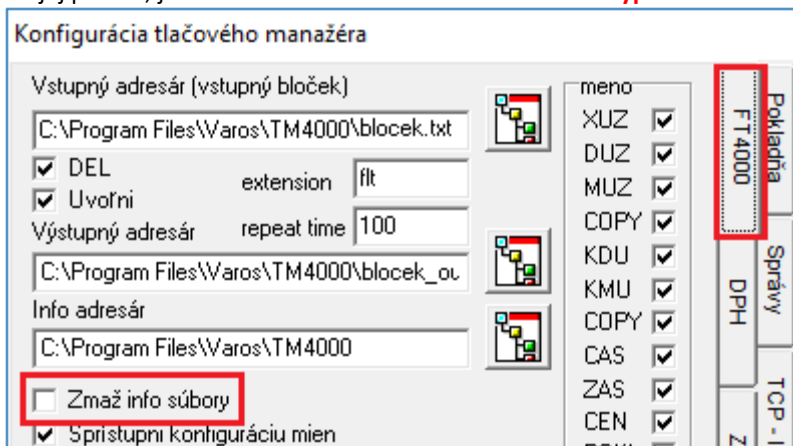 Konfigurácia tlačového manažéra
Vstupný adresár (vstupný bloček)
C:\Program Files\Varos\TM4000\blocek.txt
DEL
Uvoľni
extension flt
Výstupný adresár repeat time 100
C:\Program Files\Varos\TM4000\blocek_ou
Info adresár
C:\Program Files\Varos\TM4000
Zmaž info súbory
Sprístupni konfiguráciu mien
meno
XUZ
DUZ
MUZ
COPY
KDU
KMU
COPY
CAS
ZAS
CEN
FT4000
DPH
Pokladňa
Správy
TCP - I